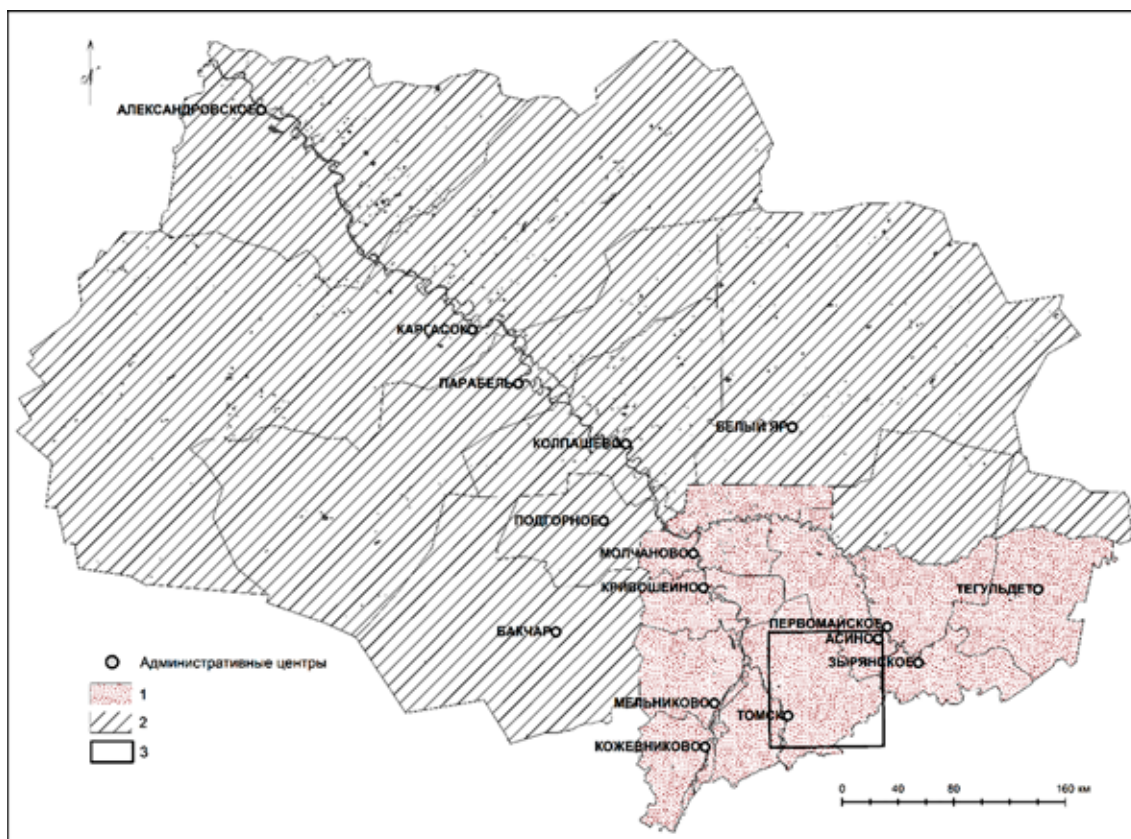 АЛЕКСАНДРОВСКОЕ
КАРГАСОК
ПАРАБЕЛЬ
КОЛПАШЕВО
БЕЛЫЙ ЯР
ПОДГОРНОЕ
МОЛЧАНОВО
КРИВОШЕИНО
ТЕГУЛЬДЕТ
ПЕРВОМАЙСКОЕ
АСИНО
БАКЧАР
ЗЫРЯНСКОЕ
Административные центры
1
МЕЛЬНИКОВО
ТОМСК
2
КОЖЕВНИКОВО
3
0 40 80 160 км